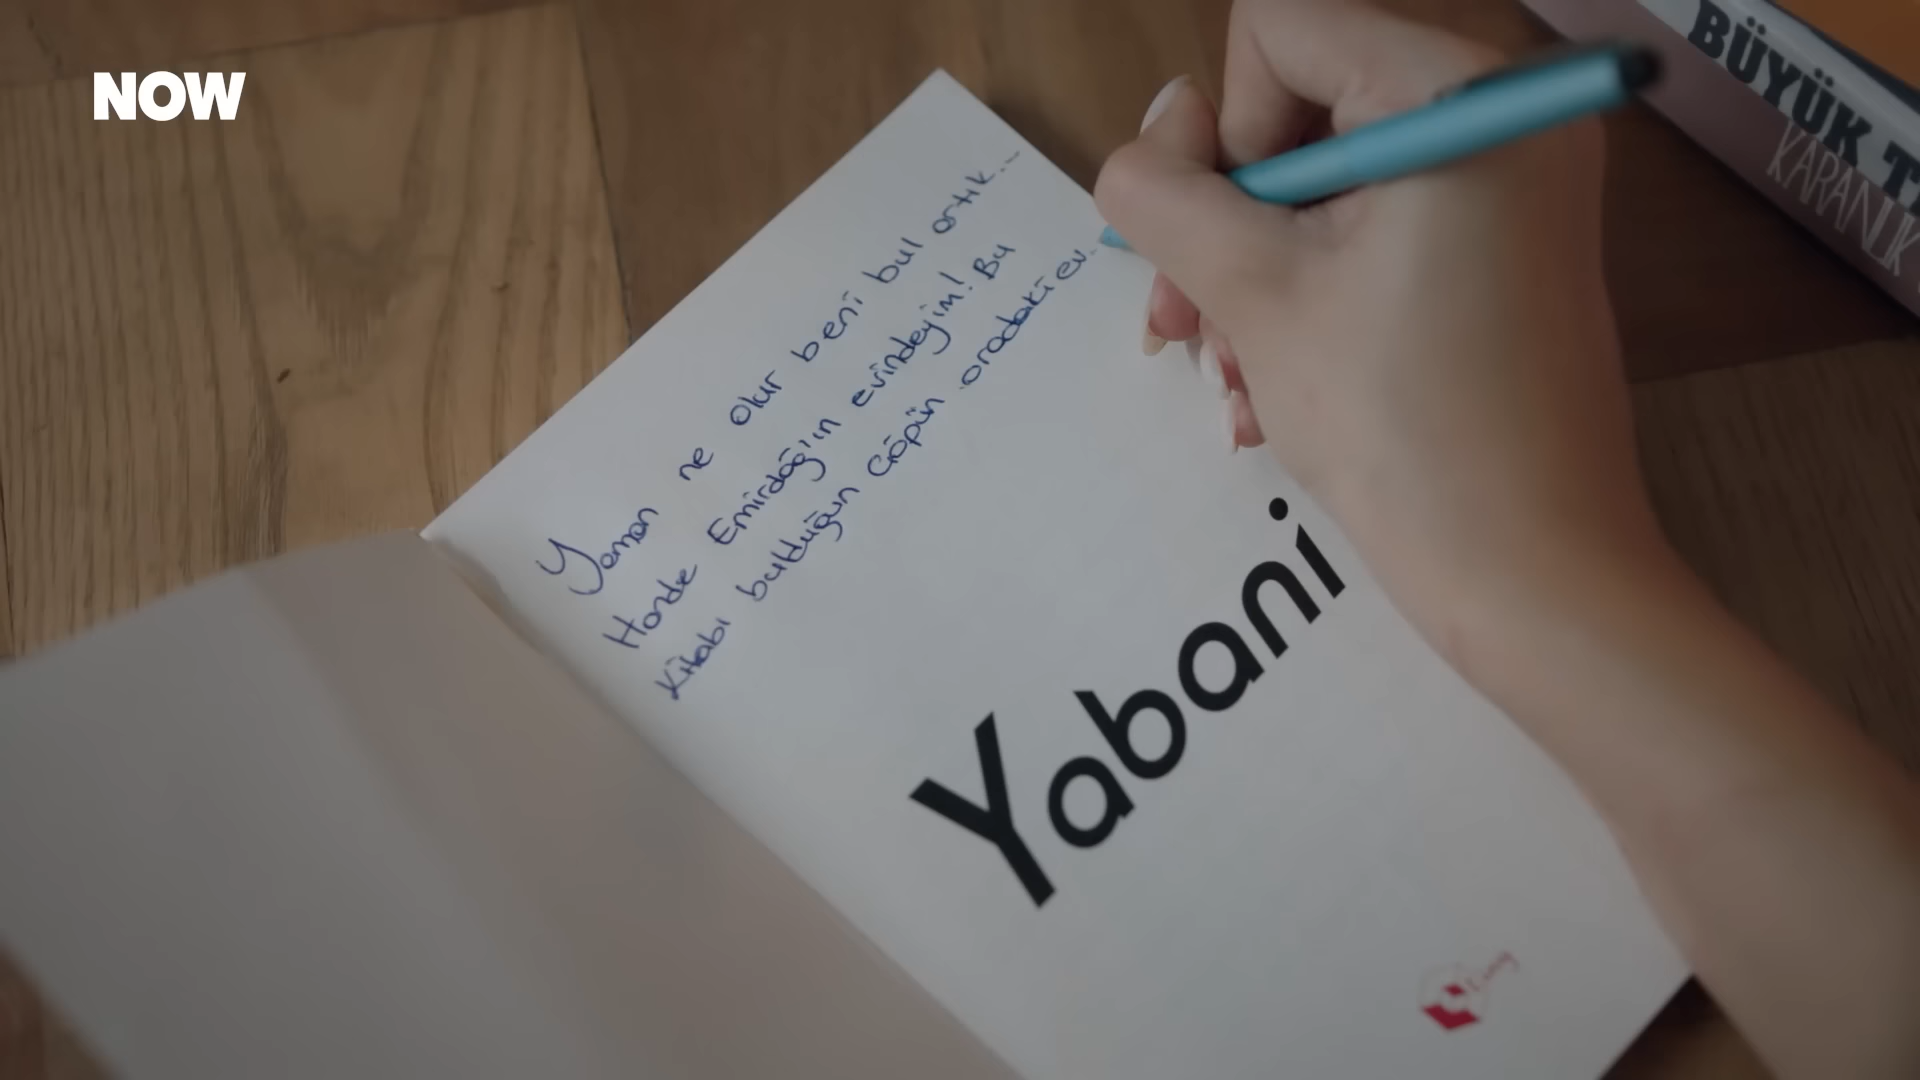 NOW
BÜYÜK T
KARANLIK
Yaman ne olur beni bul artık...
Hande Emirdağ'ın evindeyim! Bu
Kitabı bulduğun Çöpün oradaki ev..
Yabani